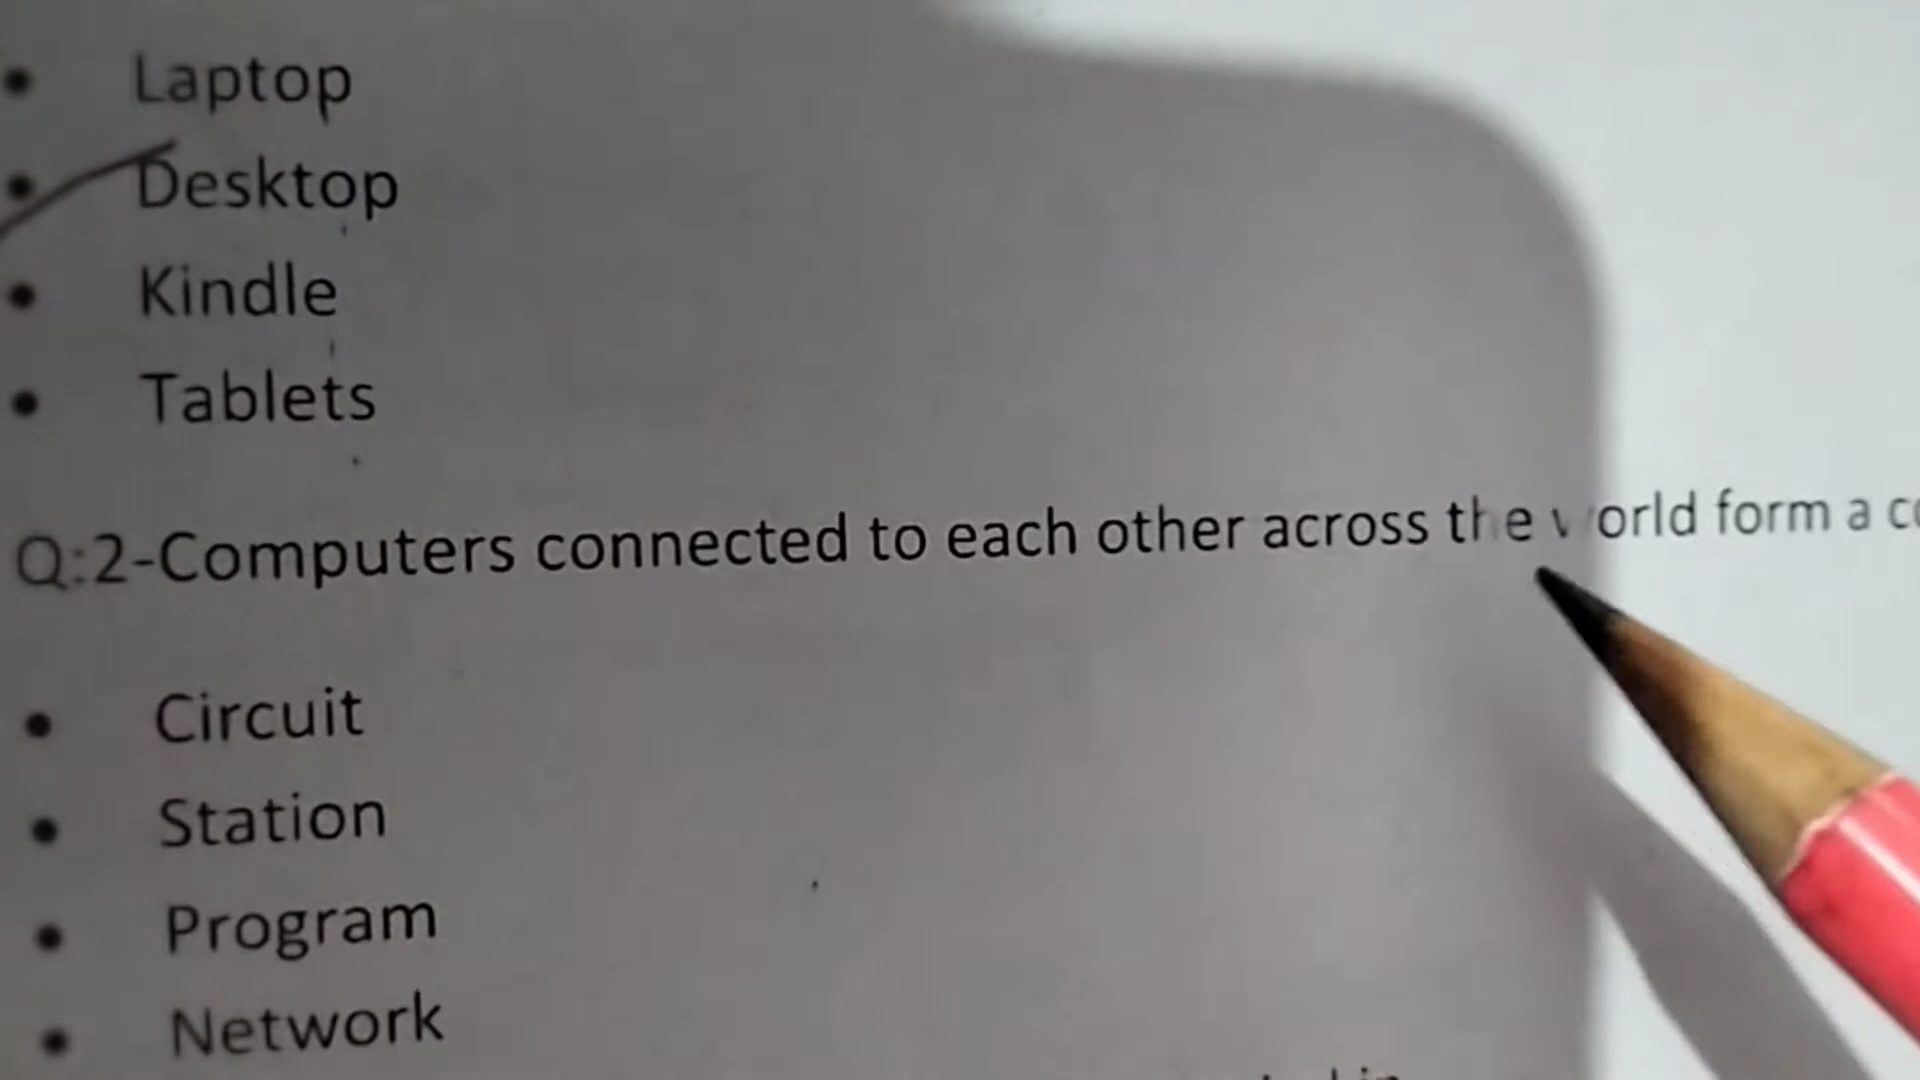 • Laptop
• Desktop
• Kindle
• Tablets
Q:2-Computers connected to each other across the world form a
• Circuit
• Station
• Program
• Network